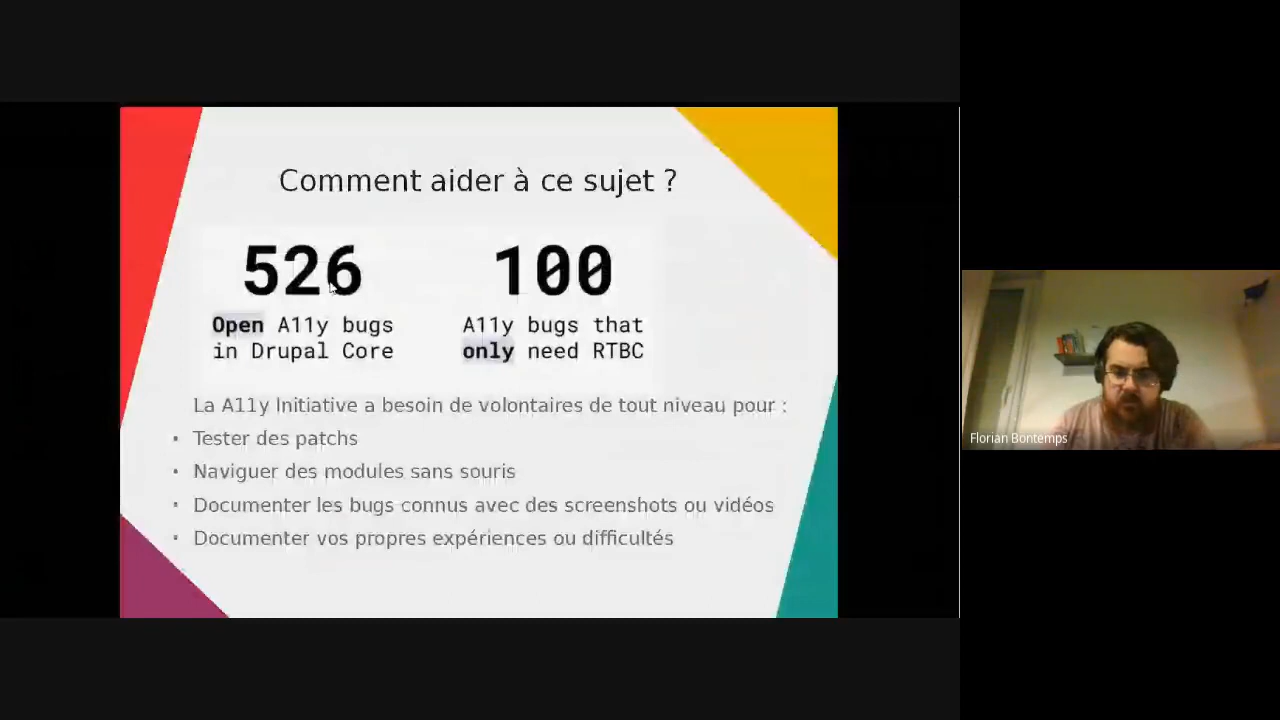 Comment aider à ce sujet ?
526
Open A11y bugs
in Drupal Core
100
A11y bugs that
only need RTBC
La A11y Initiative a besoin de volontaires de tout niveau pour :
• Tester des patchs
• Naviguer des modules sans souris
• Documenter les bugs connus avec des screenshots ou vidéos
• Documenter vos propres expériences ou difficultés
Florian Bontemps